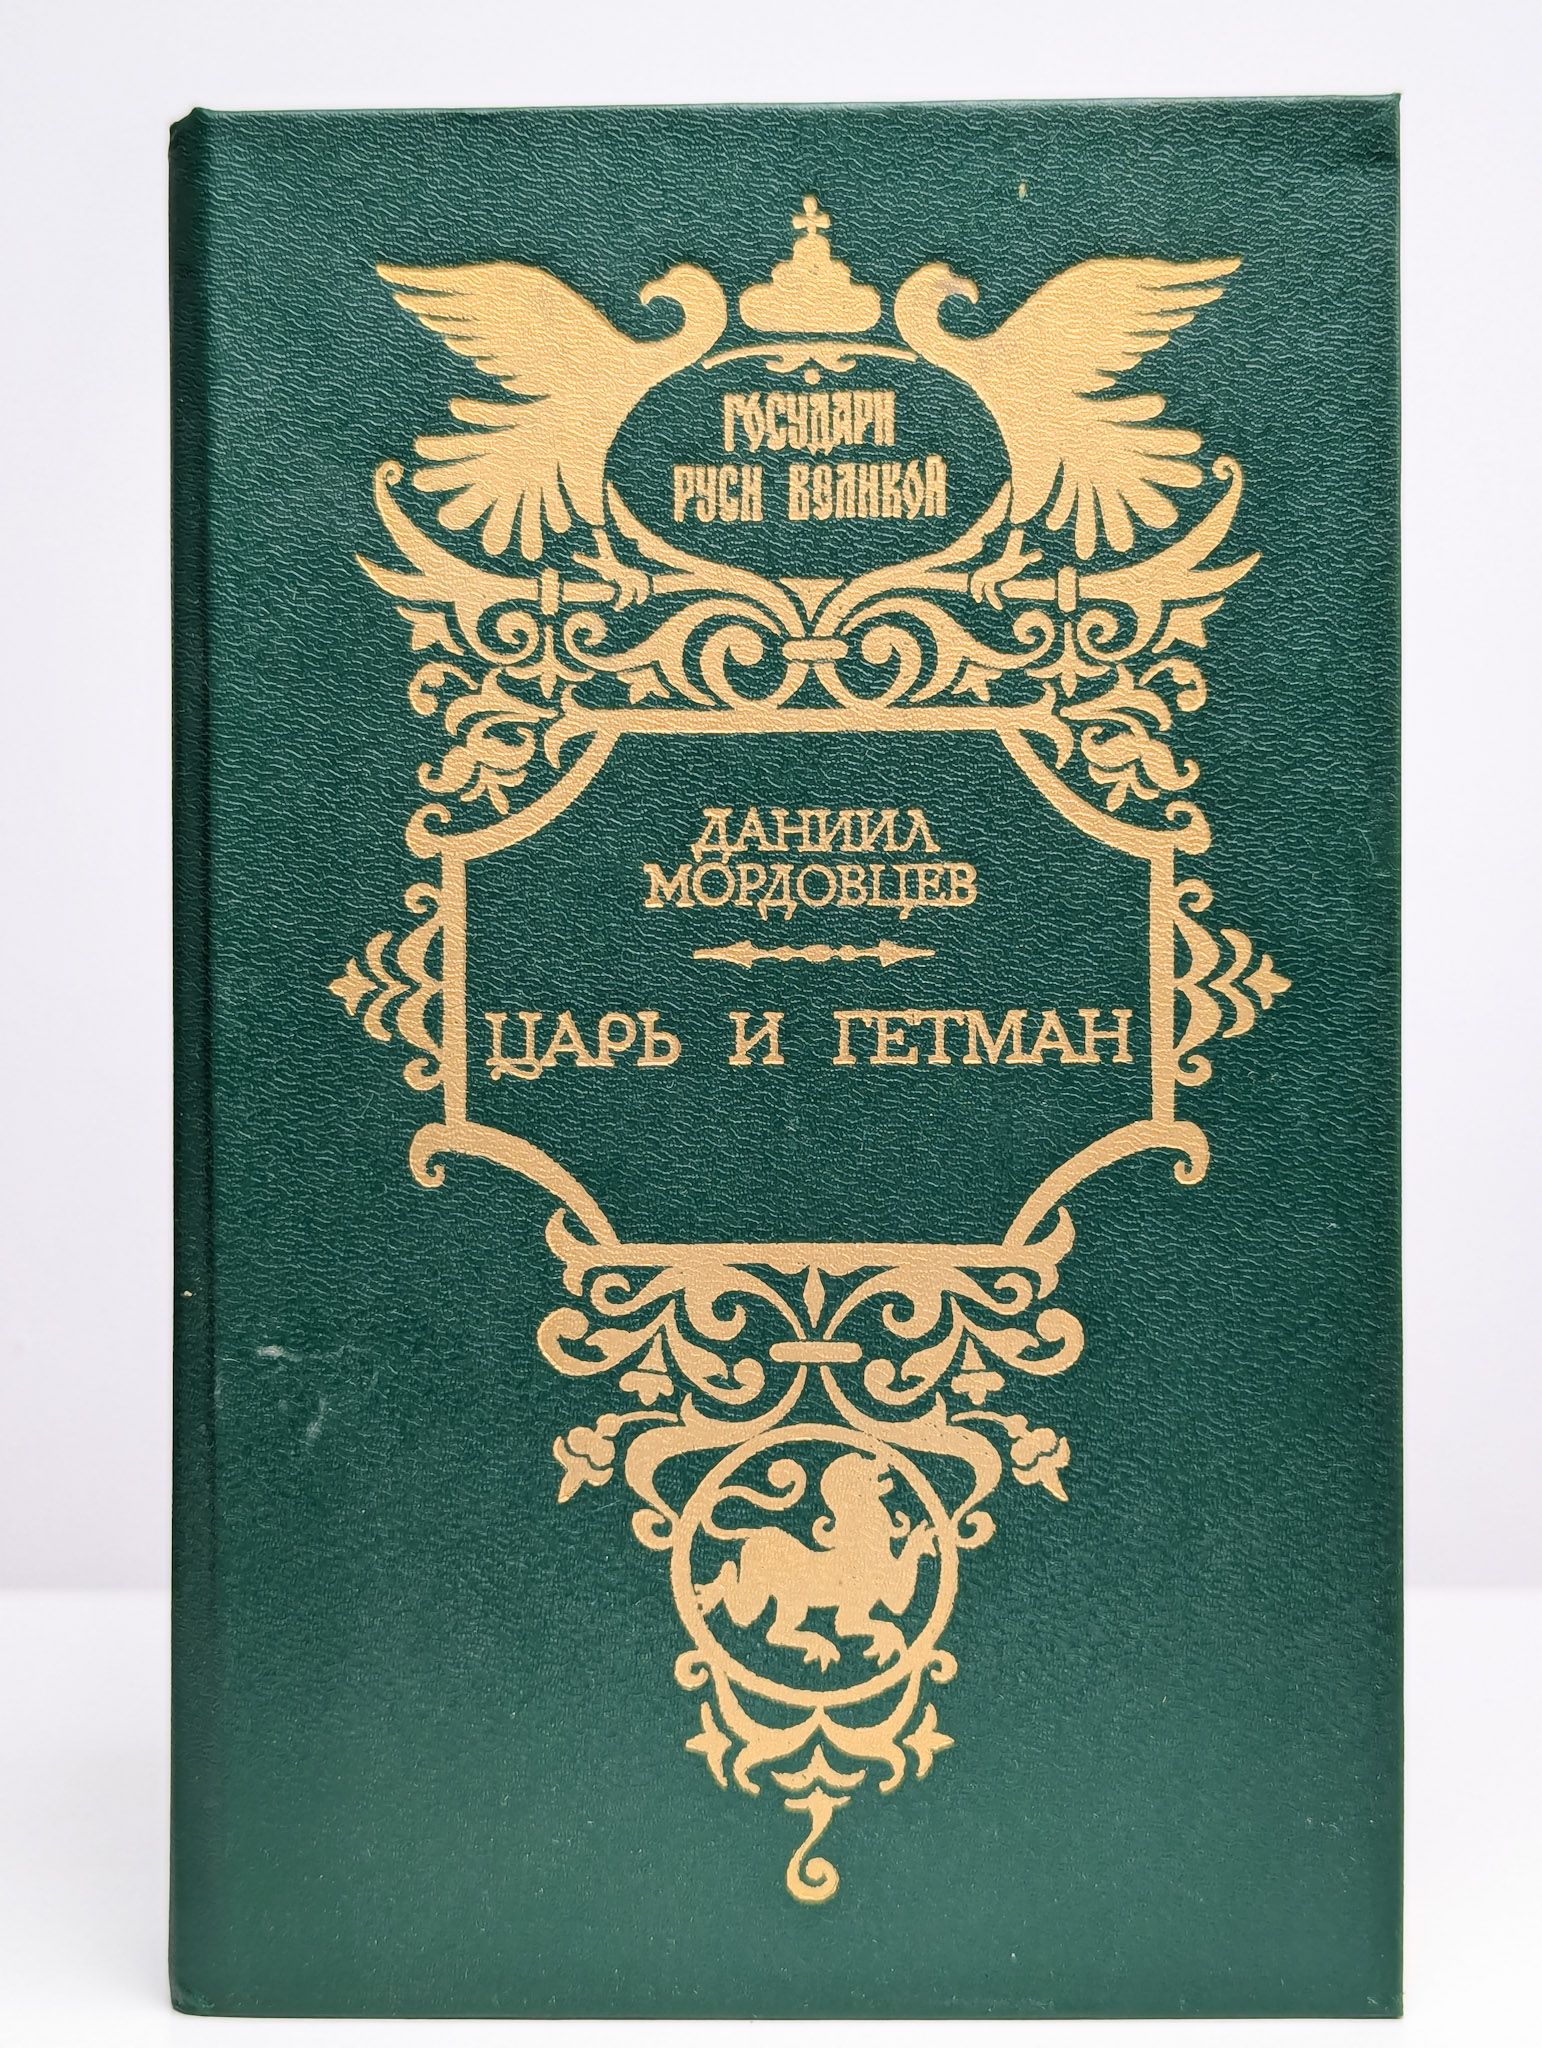 ГОСУДАРИ
РУСИ ВЕЛИКОЙ
ДАНИИЛ
МОРДОВЦЕВ
ЦАРЬ И ГЕТМАН